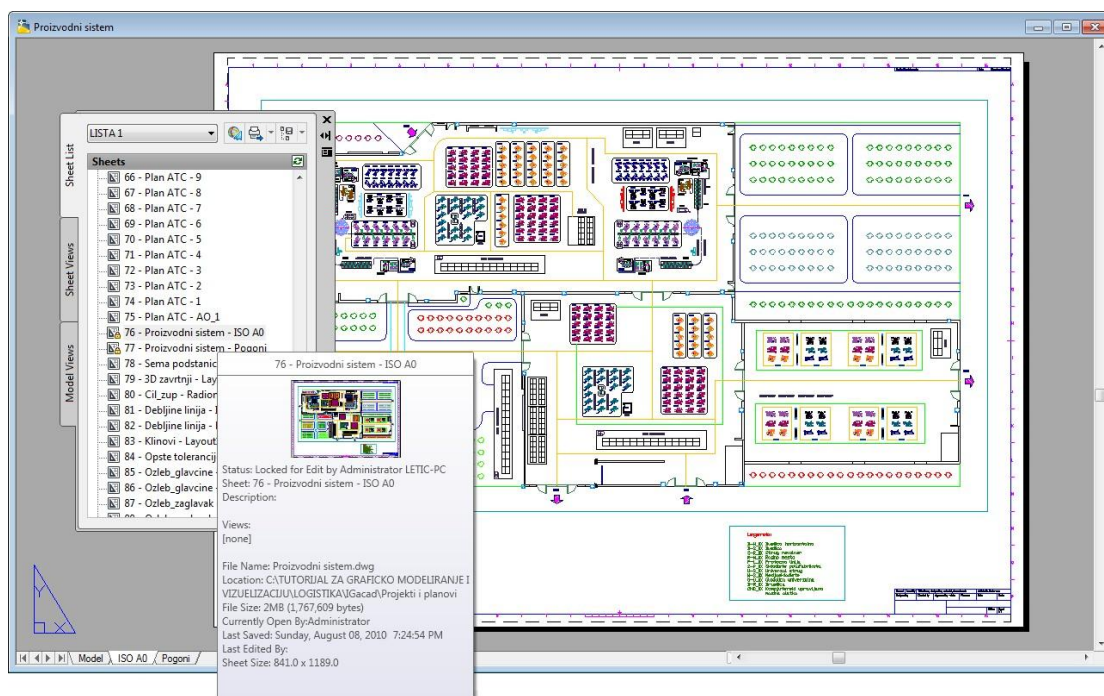 Proizvodni sistem
LISTA 1
Sheet List
Sheet Views
Model Views
Sheets
66 - Plan ATC - 9
67 - Plan ATC - 8
68 - Plan ATC - 7
69 - Plan ATC - 6
70 - Plan ATC - 5
71 - Plan ATC - 4
72 - Plan ATC - 3
73 - Plan ATC - 2
74 - Plan ATC - 1
75 - Plan ATC - AO_1
76 - Proizvodni sistem - ISO A0
77 - Proizvodni sistem - Pogoni
78 - Sema podstanic
79 - 3D zavrtnji - Lay
80 - Cil_zup - Radion
81 - Debljine linija -
82 - Debljine linija -
83 - Klinovi - Layout
84 - Opste tolerancij
85 - Ozleb_glavcine -
86 - Ozleb_glavcine -
87 - Ozleb_zaglavak
76 - Proizvodni sistem - ISO A0
Status: Locked for Edit by Administrator LETIC-PC
Sheet: 76 - Proizvodni sistem - ISO A0
Description:
Views:
[none]
File Name: Proizvodni sistem.dwg
Location: C:\TUTORIJAL ZA GRAFICKO MODELIRANJE I
VIZUELIZACIJU\LOGISTIKA\IGacad\Projekti i planovi
File Size: 2MB (1,767,609 bytes)
Currently Open By:Administrator
Last Saved: Sunday, August 08, 2010 7:24:54 PM
Last Edited By:
Sheet Size: 841.0 x 1189.0
Legenda:
Y
X
Model
ISO A0
Pogoni